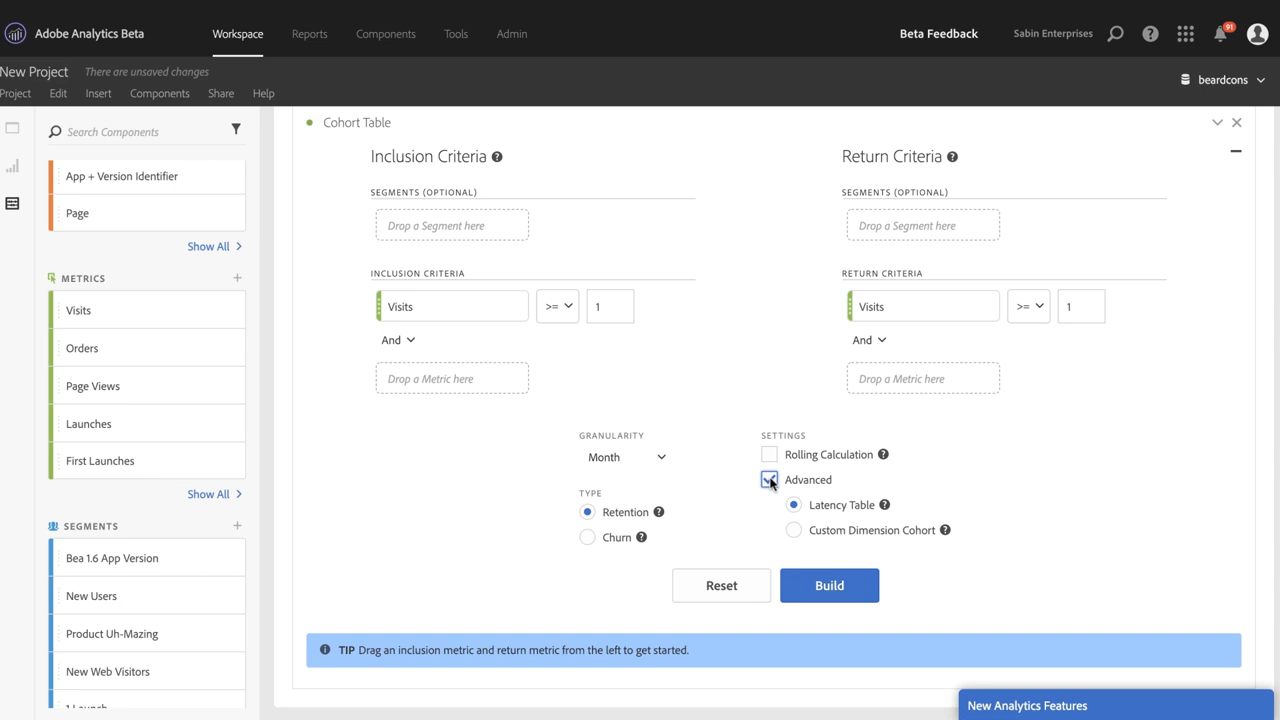 Adobe Analytics Beta
Workspace
Reports
Components
Tools
Admin
Beta Feedback
Sabin Enterprises
91
New Project
There are unsaved changes
Project
Edit
Insert
Components
Share
Help
beardcons
Search Components
App + Version Identifier
Page
Show All
METRICS
Visits
Orders
Page Views
Launches
First Launches
Show All
SEGMENTS
Bea 1.6 App Version
New Users
Product Uh-Mazing
New Web Visitors
1 Launch
Cohort Table
Inclusion Criteria
Return Criteria
SEGMENTS (OPTIONAL)
SEGMENTS (OPTIONAL)
Drop a Segment here
Drop a Segment here
INCLUSION CRITERIA
RETURN CRITERIA
Visits >= 1
Visits >= 1
And
And
Drop a Metric here
Drop a Metric here
GRANULARITY
Month
TYPE
Retention
Churn
SETTINGS
Rolling Calculation
Advanced
Latency Table
Custom Dimension Cohort
Reset
Build
TIP Drag an inclusion metric and return metric from the left to get started.
New Analytics Features